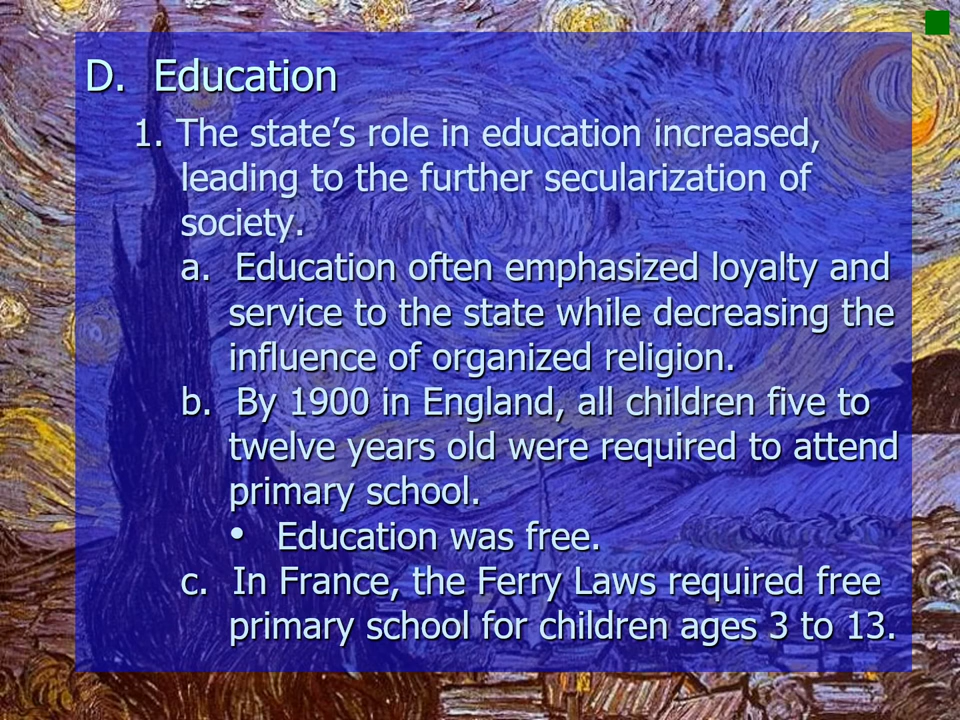 D. Education
1. The state’s role in education increased,
leading to the further secularization of
society.
a. Education often emphasized loyalty and
service to the state while decreasing the
influence of organized religion.
b. By 1900 in England, all children five to
twelve years old were required to attend
primary school.
• Education was free.
c. In France, the Ferry Laws required free
primary school for children ages 3 to 13.